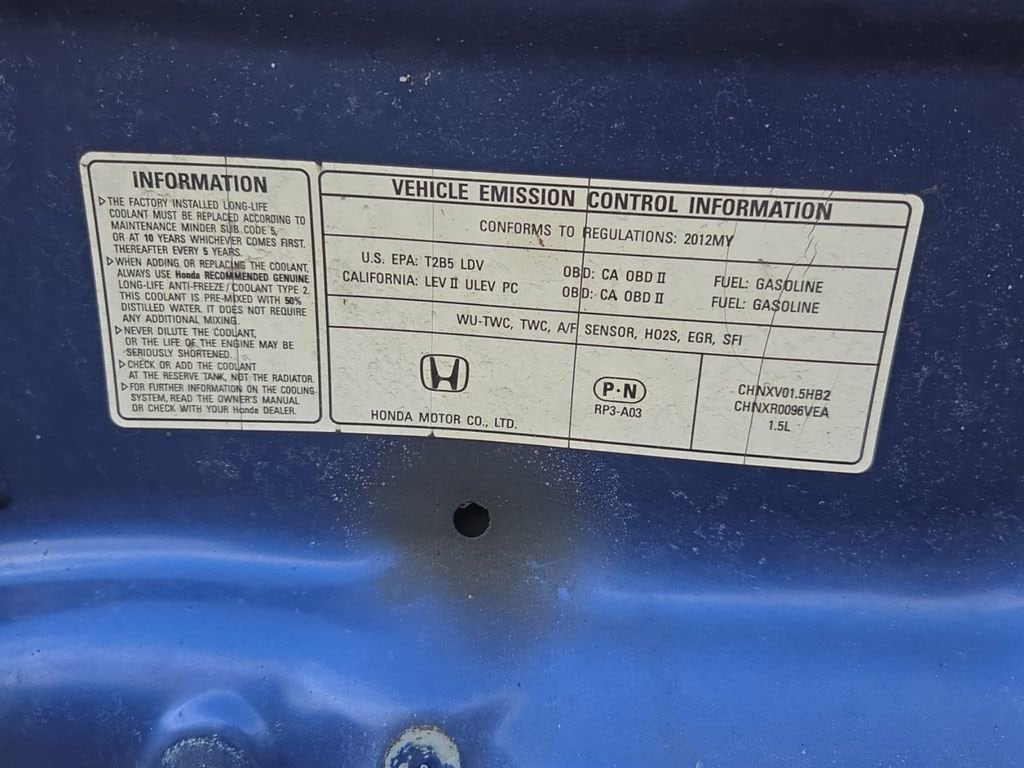 INFORMATION
▷THE FACTORY INSTALLED LONG-LIFE
COOLANT MUST BE REPLACED ACCORDING TO
MAINTENANCE MINDER SUB CODE 5,
OR AT 10 YEARS WHICHEVER COMES FIRST.
THEREAFTER EVERY 5 YEARS.
▷WHEN ADDING OR REPLACING THE COOLANT,
ALWAYS USE Honda RECOMMENDED GENUINE
LONG-LIFE ANTI-FREEZE/COOLANT TYPE 2.
THIS COOLANT IS PRE-MIXED WITH 50%
DISTILLED WATER. IT DOES NOT REQUIRE
ANY ADDITIONAL MIXING.
▷NEVER DILUTE THE COOLANT,
OR THE LIFE OF THE ENGINE MAY BE
SERIOUSLY SHORTENED.
▷CHECK OR ADD THE COOLANT
AT THE RESERVE TANK, NOT THE RADIATOR.
▷FOR FURTHER INFORMATION ON THE COOLING
SYSTEM, READ THE OWNER'S MANUAL
OR CHECK WITH YOUR Honda DEALER.
VEHICLE EMISSION CONTROL INFORMATION
CONFORMS TO REGULATIONS: 2012MY
U.S. EPA: T2B5 LDV OBD: CA OBD II FUEL: GASOLINE
CALIFORNIA: LEV II ULEV PC OBD: CA OBD II FUEL: GASOLINE
WU-TWC, TWC, A/F SENSOR, HO2S, EGR, SFI
HONDA MOTOR CO., LTD.
P·N
RP3-A03
CHNXV01.5HB2
CHNXR0096VEA
1.5L